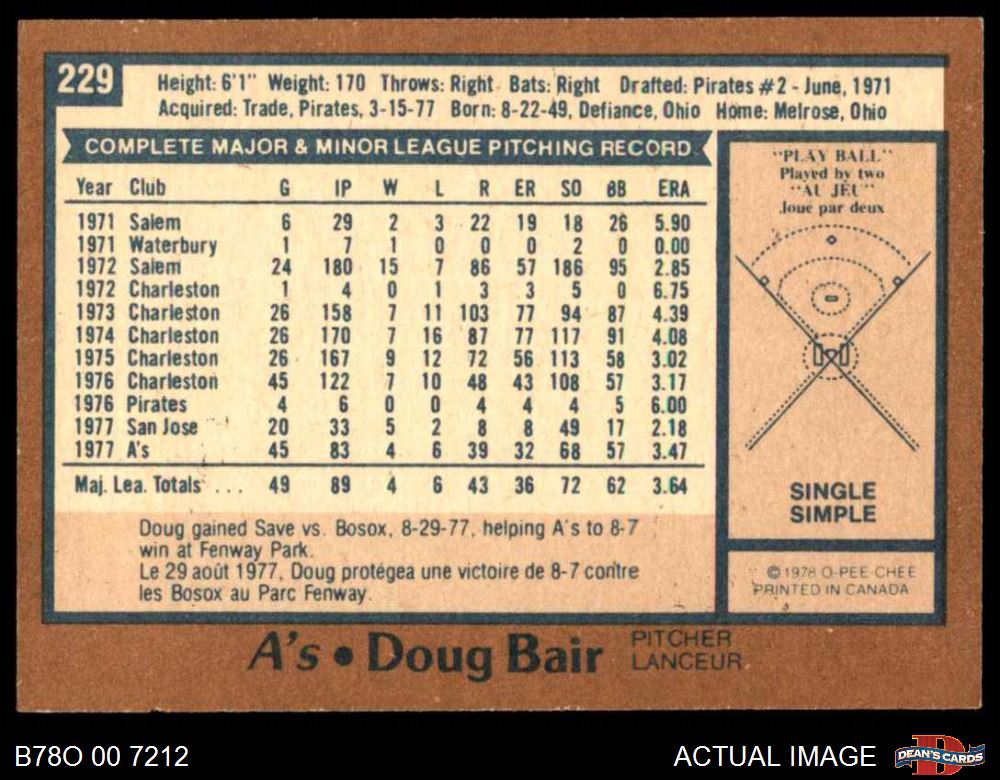 229
Height: 6'1" Weight: 170 Throws: Right Bats: Right Drafted: Pirates #2 - June, 1971
Acquired: Trade, Pirates, 3-15-77 Born: 8-22-49, Defiance, Ohio Home: Melrose, Ohio
COMPLETE MAJOR & MINOR LEAGUE PITCHING RECORD
Year Club G IP W L R ER SO BB ERA
1971 Salem 6 29 2 3 22 19 18 26 5.90
1971 Waterbury 1 7 1 0 0 0 2 0 0.00
1972 Salem 24 180 15 7 86 57 186 95 2.85
1972 Charleston 1 4 0 1 3 3 5 0 6.75
1973 Charleston 26 158 7 11 103 77 94 87 4.39
1974 Charleston 26 170 7 16 87 77 117 91 4.08
1975 Charleston 26 167 9 12 72 56 113 58 3.02
1976 Charleston 45 122 7 10 48 43 108 57 3.17
1976 Pirates 4 6 0 0 4 4 4 5 6.00
1977 San Jose 20 33 5 2 8 8 49 17 2.18
1977 A's 45 83 4 6 39 32 68 57 3.47
Maj. Lea. Totals ... 49 89 4 6 43 36 72 62 3.64
Doug gained Save vs. Bosox, 8-29-77, helping A's to 8-7
win at Fenway Park.
Le 29 août 1977, Doug protégea une victoire de 8-7 contre
les Bosox au Parc Fenway.
"PLAY BALL"
Played by two
"AU JEU"
Joue par deux
SINGLE
SIMPLE
© 1978 O-PEE-CHEE
PRINTED IN CANADA
A's • Doug Bair PITCHER
LANCEUR
B78O 00 7212
ACTUAL IMAGE
DEAN'S CARDS